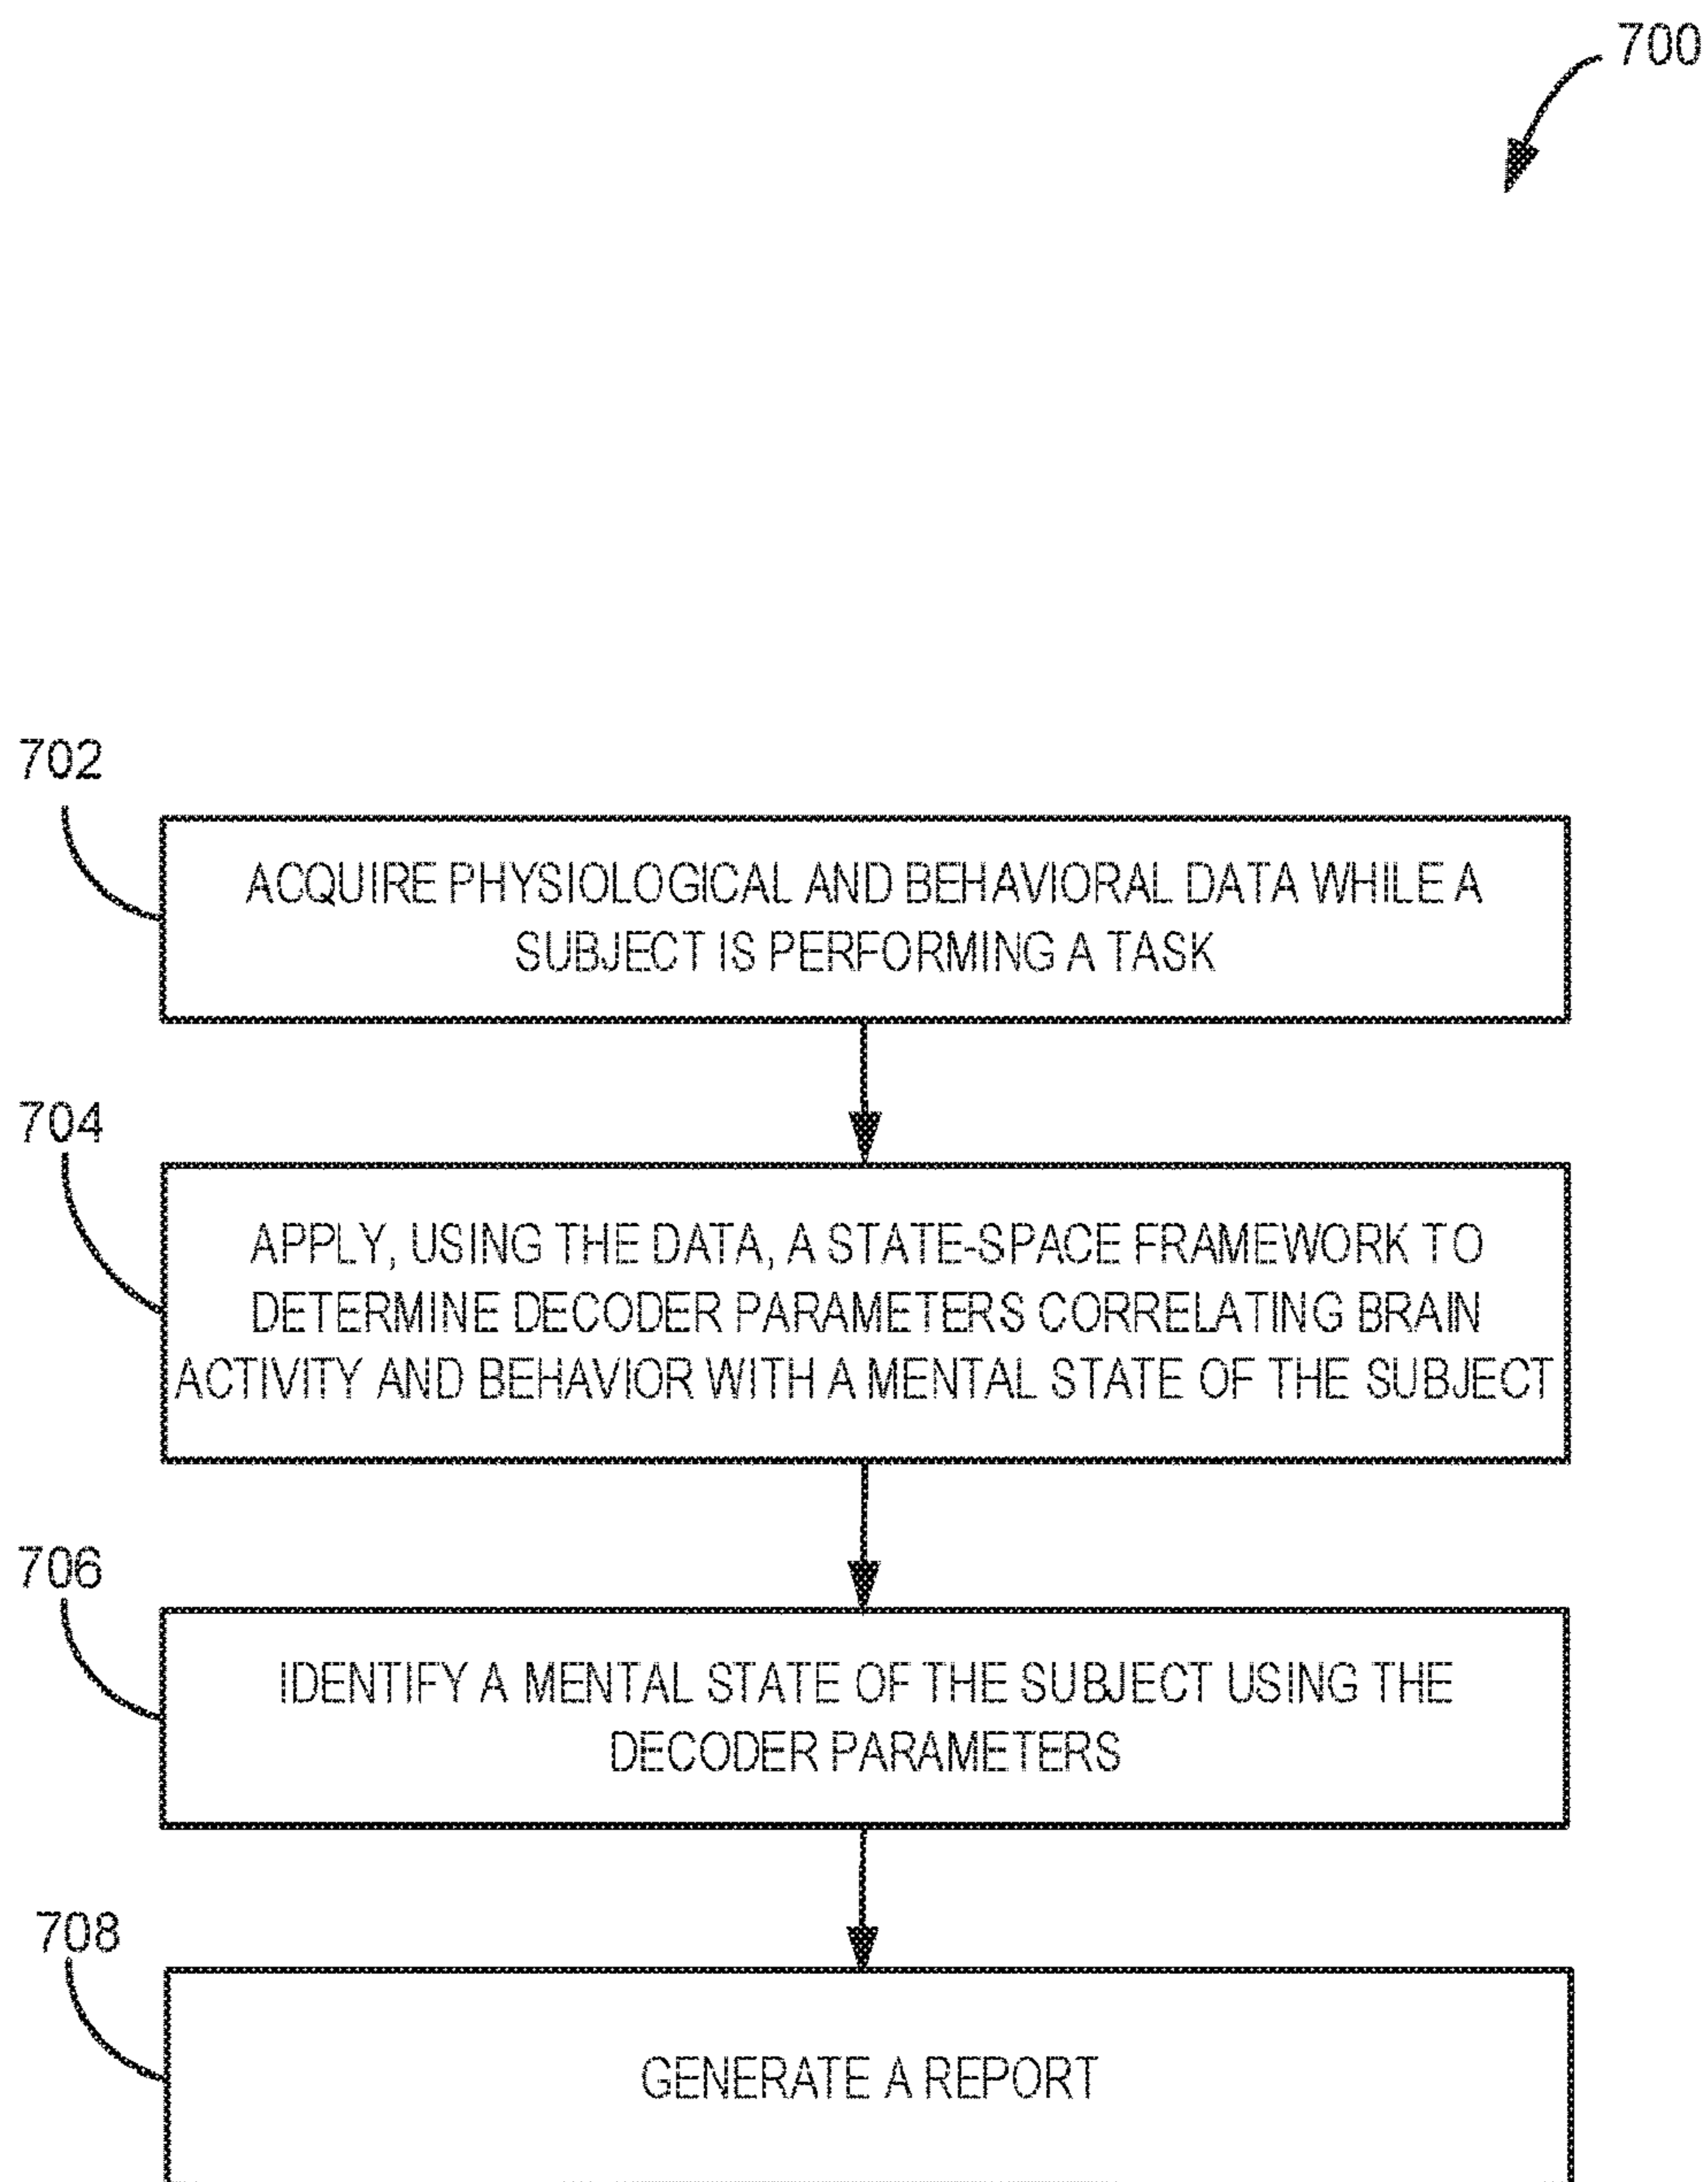 700
702
ACQUIRE PHYSIOLOGICAL AND BEHAVIORAL DATA WHILE A
SUBJECT IS PERFORMING A TASK
704
APPLY, USING THE DATA, A STATE-SPACE FRAMEWORK TO
DETERMINE DECODER PARAMETERS CORRELATING BRAIN
ACTIVITY AND BEHAVIOR WITH A MENTAL STATE OF THE SUBJECT
706
IDENTIFY A MENTAL STATE OF THE SUBJECT USING THE
DECODER PARAMETERS
708
GENERATE A REPORT